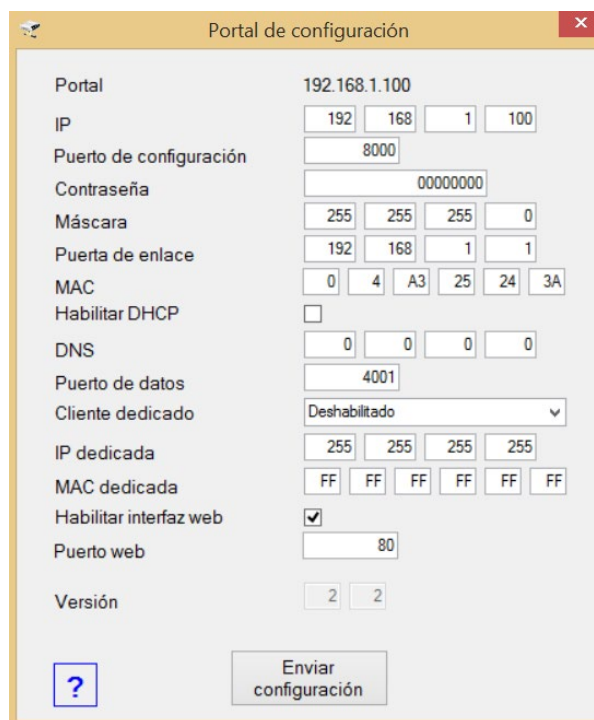 Portal de configuración
Portal 192.168.1.100
IP 192 168 1 100
Puerto de configuración 8000
Contraseña 00000000
Máscara 255 255 255 0
Puerta de enlace 192 168 1 1
MAC 0 4 A3 25 24 3A
Habilitar DHCP
DNS 0 0 0 0
Puerto de datos 4001
Cliente dedicado Deshabilitado
IP dedicada 255 255 255 255
MAC dedicada FF FF FF FF FF FF
Habilitar interfaz web
Puerto web 80
Versión 2 2
?
Enviar
configuración